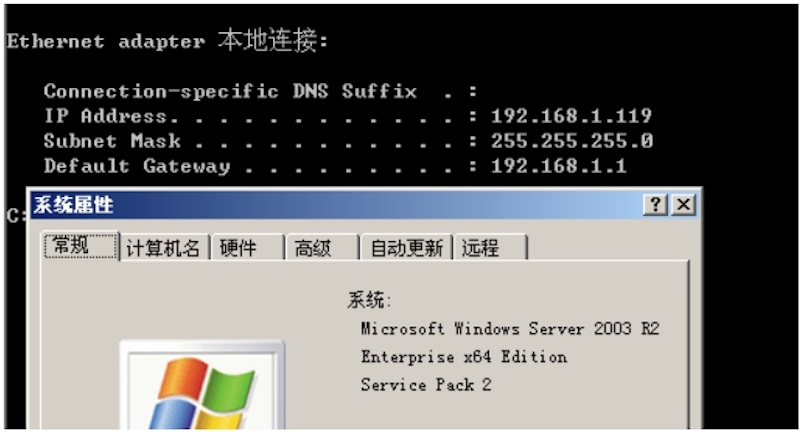 Ethernet adapter 本地连接:
Connection-specific DNS Suffix  . :
IP Address. . . . . . . . . . . . : 192.168.1.119
Subnet Mask . . . . . . . . . . . : 255.255.255.0
Default Gateway . . . . . . . . . : 192.168.1.1
C:
系统属性
常规 计算机名 硬件 高级 自动更新 远程
系统:
Microsoft Windows Server 2003 R2
Enterprise x64 Edition
Service Pack 2